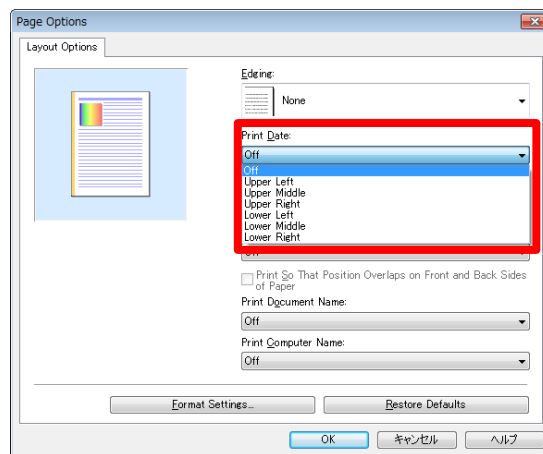 Page Options
Layout Options
Edging:
None
Print Date:
Off
Off
Upper Left
Upper Middle
Upper Right
Lower Left
Lower Middle
Lower Right
Off
Print So That Position Overlaps on Front and Back Sides
of Paper
Print Document Name:
Off
Print Computer Name:
Off
Format Settings...
Restore Defaults
OK
キャンセル
ヘルプ